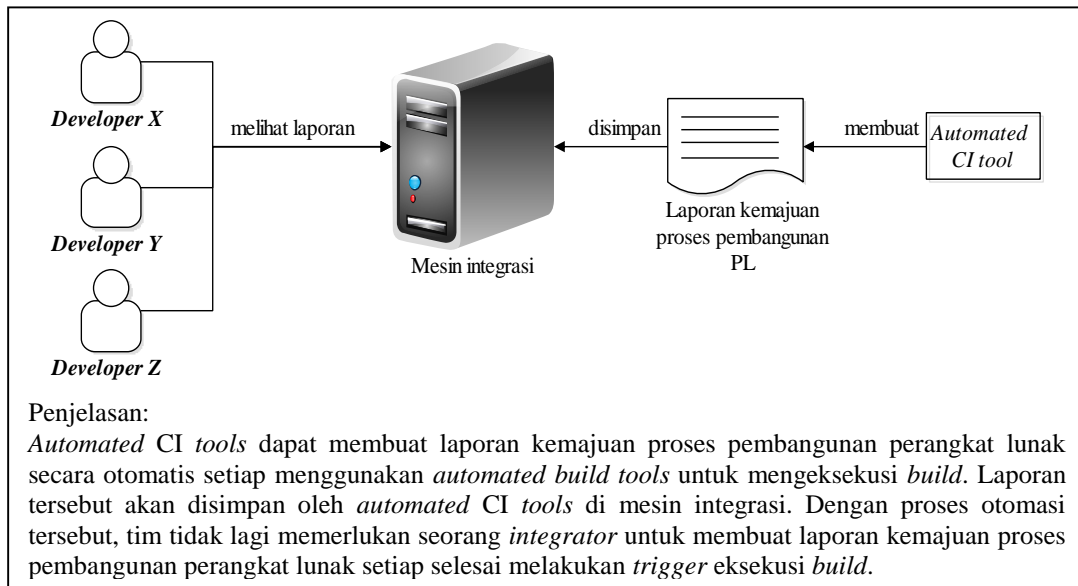 Developer X
melihat laporan
disimpan
membuat
Automated
CI tool
Developer Y
Mesin integrasi
Laporan kemajuan
proses pembangunan
PL
Developer Z
Penjelasan:
Automated CI tools dapat membuat laporan kemajuan proses pembangunan perangkat lunak
secara otomatis setiap menggunakan automated build tools untuk mengeksekusi build. Laporan
tersebut akan disimpan oleh automated CI tools di mesin integrasi. Dengan proses otomasi
tersebut, tim tidak lagi memerlukan seorang integrator untuk membuat laporan kemajuan proses
pembangunan perangkat lunak setiap selesai melakukan trigger eksekusi build.